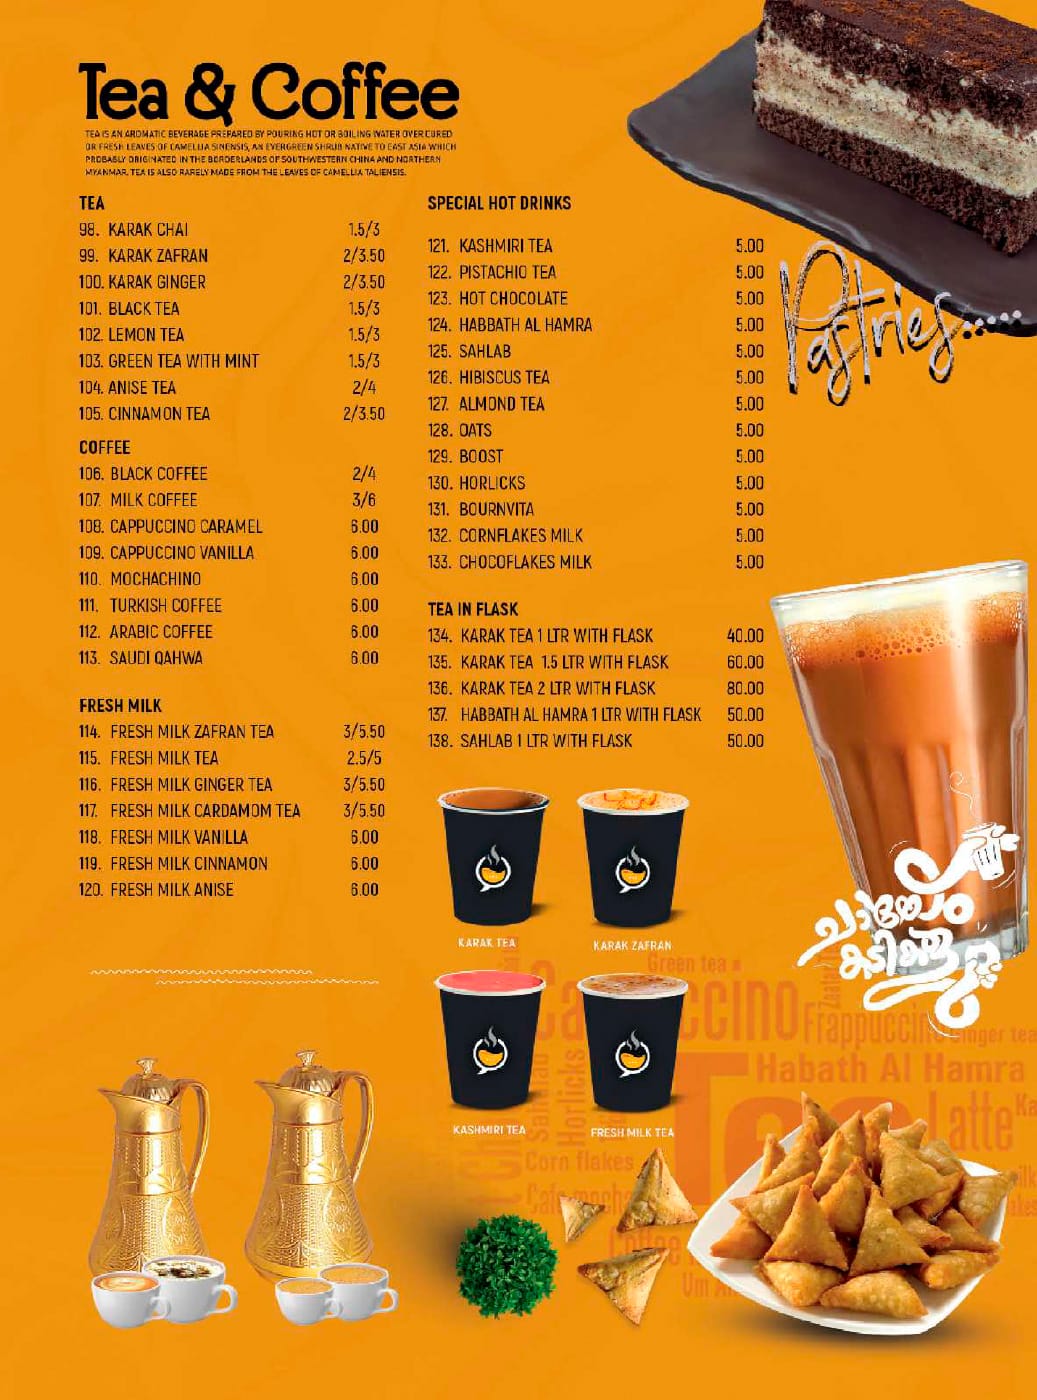 Tea & Coffee
TEA IS AN AROMATIC BEVERAGE PREPARED BY POURING HOT OR BOILING WATER OVER CURED
OR FRESH LEAVES OF CAMELLIA SINENSIS, AN EVERGREEN SHRUB NATIVE TO EAST ASIA WHICH
PROBABLY ORIGINATED IN THE BORDERLANDS OF SOUTHWESTERN CHINA AND NORTHERN
MYANMAR. TEA IS ALSO RARELY MADE FROM THE LEAVES OF CAMELLIA TALIENSIS.
TEA
98. KARAK CHAI 1.5/3
99. KARAK ZAFRAN 2/3.50
100. KARAK GINGER 2/3.50
101. BLACK TEA 1.5/3
102. LEMON TEA 1.5/3
103. GREEN TEA WITH MINT 1.5/3
104. ANISE TEA 2/4
105. CINNAMON TEA 2/3.50
COFFEE
106. BLACK COFFEE 2/4
107. MILK COFFEE 3/6
108. CAPPUCCINO CARAMEL 6.00
109. CAPPUCCINO VANILLA 6.00
110. MOCHACHINO 6.00
111. TURKISH COFFEE 6.00
112. ARABIC COFFEE 6.00
113. SAUDI QAHWA 6.00
FRESH MILK
114. FRESH MILK ZAFRAN TEA 3/5.50
115. FRESH MILK TEA 2.5/5
116. FRESH MILK GINGER TEA 3/5.50
117. FRESH MILK CARDAMOM TEA 3/5.50
118. FRESH MILK VANILLA 6.00
119. FRESH MILK CINNAMON 6.00
120. FRESH MILK ANISE 6.00
SPECIAL HOT DRINKS
121. KASHMIRI TEA 5.00
122. PISTACHIO TEA 5.00
123. HOT CHOCOLATE 5.00
124. HABBATH AL HAMRA 5.00
125. SAHLAB 5.00
126. HIBISCUS TEA 5.00
127. ALMOND TEA 5.00
128. OATS 5.00
129. BOOST 5.00
130. HORLICKS 5.00
131. BOURNVITA 5.00
132. CORNFLAKES MILK 5.00
133. CHOCOFLAKES MILK 5.00
TEA IN FLASK
134. KARAK TEA 1 LTR WITH FLASK 40.00
135. KARAK TEA 1.5 LTR WITH FLASK 60.00
136. KARAK TEA 2 LTR WITH FLASK 80.00
137. HABBATH AL HAMRA 1 LTR WITH FLASK 50.00
138. SAHLAB 1 LTR WITH FLASK 50.00
Pastries....
KARAK TEA
KARAK ZAFRAN
KASHMIRI TEA
FRESH MILK TEA
Green tea
Frappuccino
Habath Al Hamra
Horlicks
Latte
Corn flakes
Tea